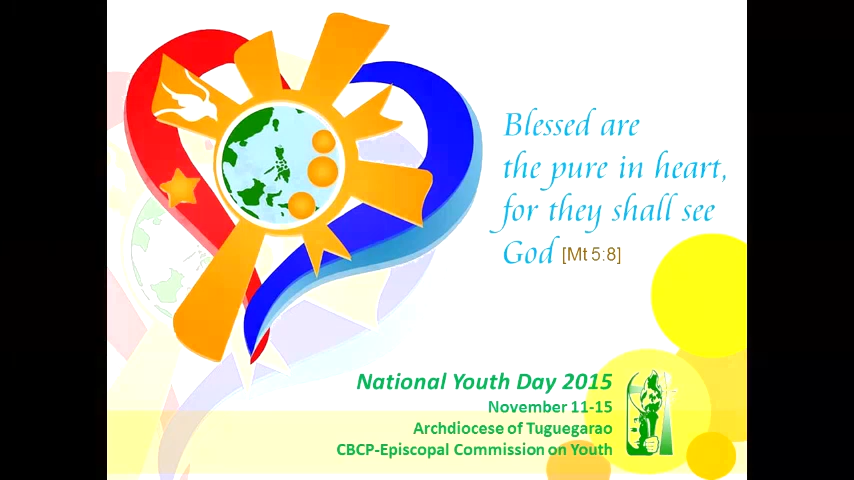 Blessed are
the pure in heart,
for they shall see
God [Mt 5:8]
National Youth Day 2015
November 11-15
Archdiocese of Tuguegarao
CBCP-Episcopal Commission on Youth